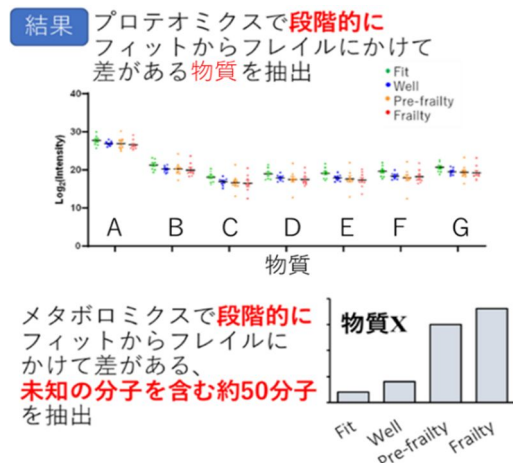 結果
プロテオミクスで段階的に
フィットからフレイルにかけて
差がある物質を抽出
Fit
Well
Pre-frailty
Frailty
Log₂(Intensity)
40
30
20
10
0
A B C D E F G
物質
メタボロミクスで段階的に
フィットからフレイルに
かけて差がある、
未知の分子を含む約50分子
を抽出
物質X
Fit
Well
Pre-frailty
Frailty